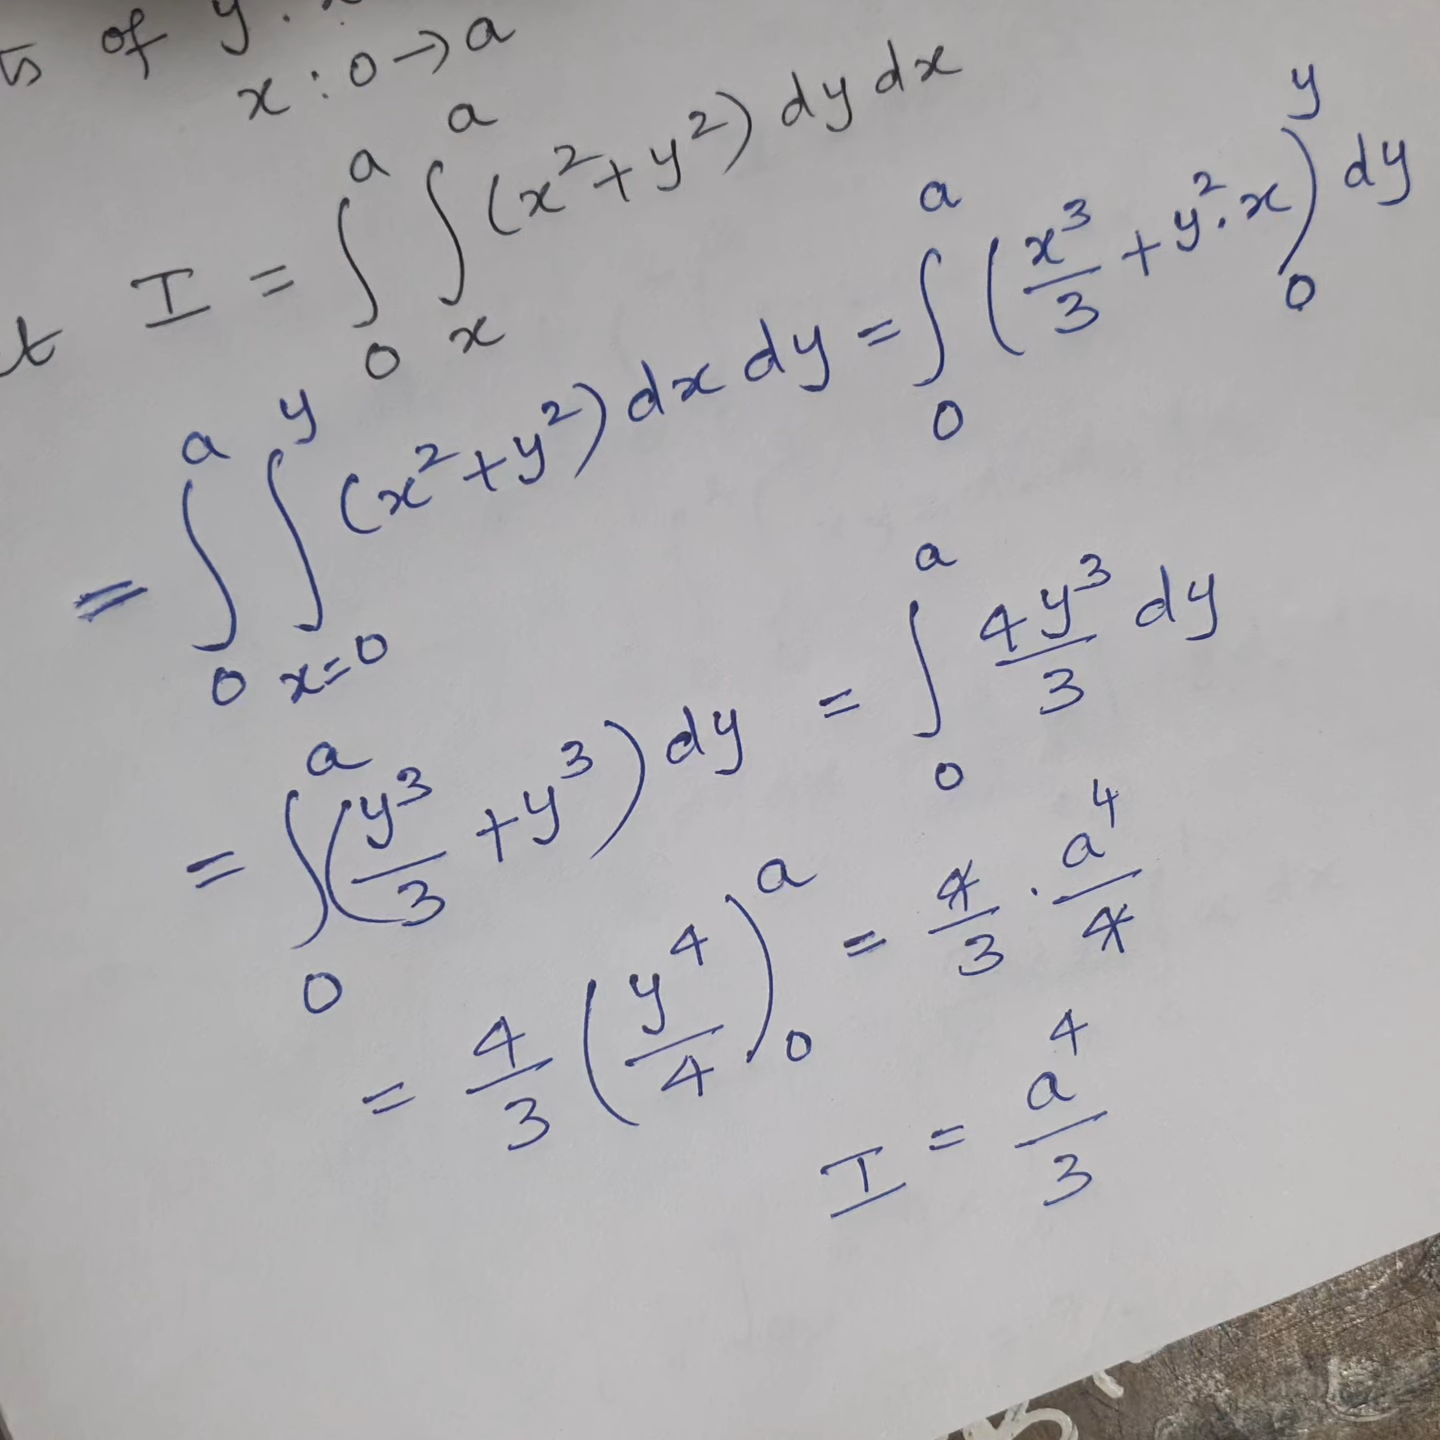 of y.
x : 0 → a
I = ∫₀ᵃ ∫ₓᵃ (x² + y²) dy dx
= ∫₀ᵃ ∫ₓ₌₀ʸ (x² + y²) dx dy = ∫₀ᵃ (x³/3 + y².x)₀ʸ dy
= ∫₀ᵃ (y³/3 + y³) dy = ∫₀ᵃ 4y³/3 dy
= 4/3 (y⁴/4)₀ᵃ = 4/3 . a⁴/4
I = a⁴/3